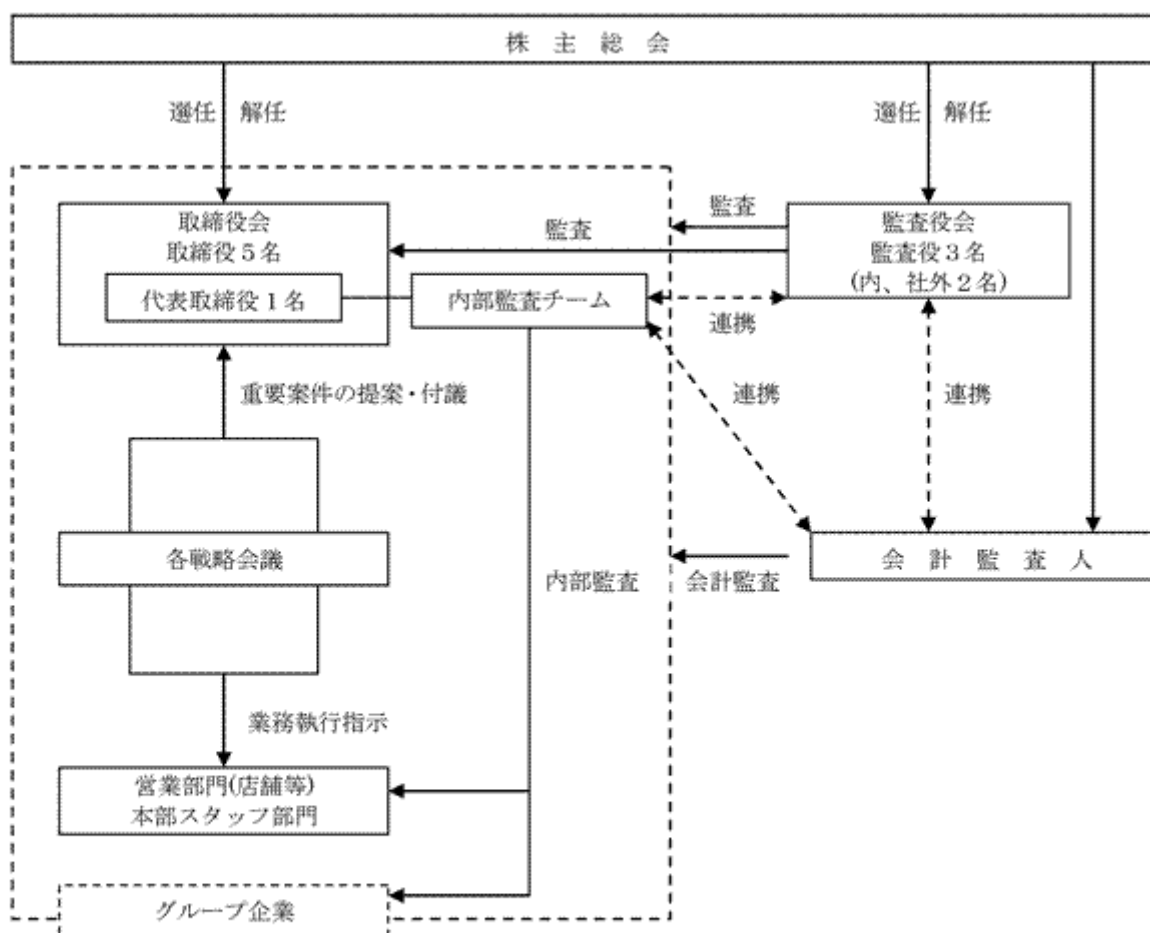 株主総会
選任 解任
選任 解任
取締役会
取締役5名
代表取締役1名
監査
監査
監査役会
監査役3名
(内、社外2名)
内部監査チーム
連携
重要案件の提案・付議
連携
連携
各戦略会議
内部監査
会計監査
会計監査人
業務執行指示
営業部門(店舗等)
本部スタッフ部門
グループ企業